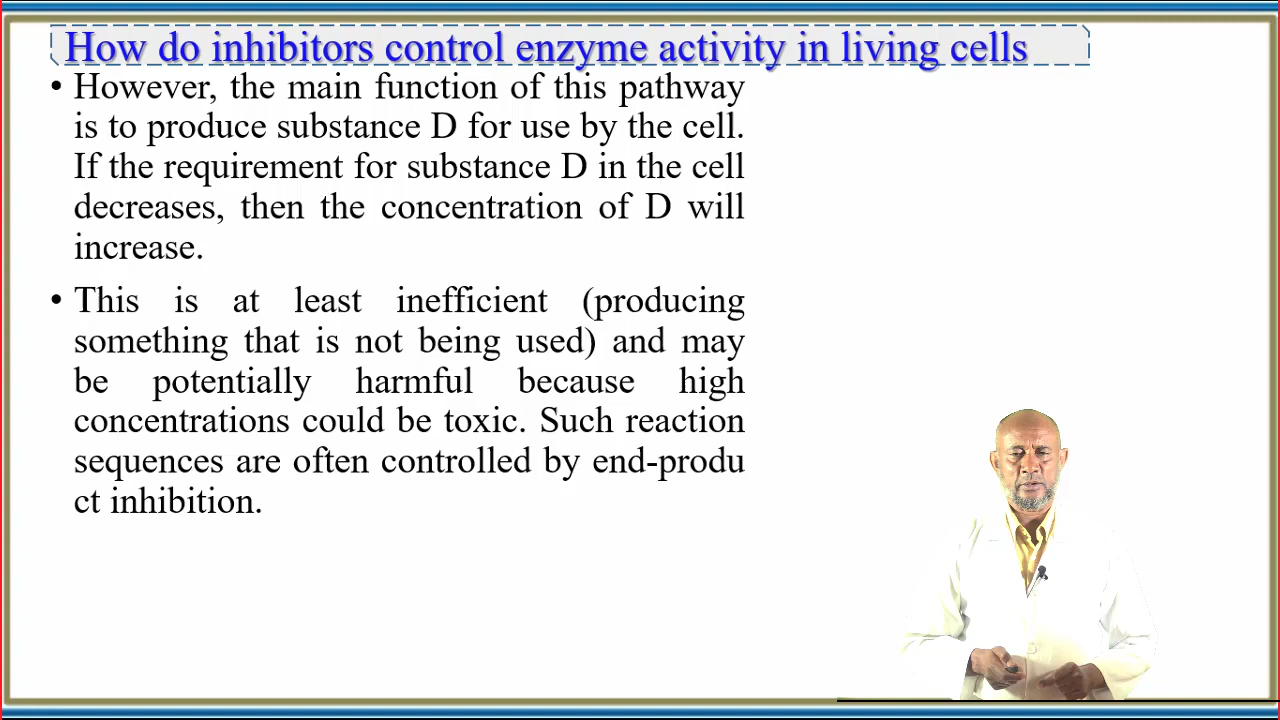 How do inhibitors control enzyme activity in living cells
• However, the main function of this pathway
is to produce substance D for use by the cell.
If the requirement for substance D in the cell
decreases, then the concentration of D will
increase.
• This is at least inefficient (producing
something that is not being used) and may
be potentially harmful because high
concentrations could be toxic. Such reaction
sequences are often controlled by end-produ
ct inhibition.